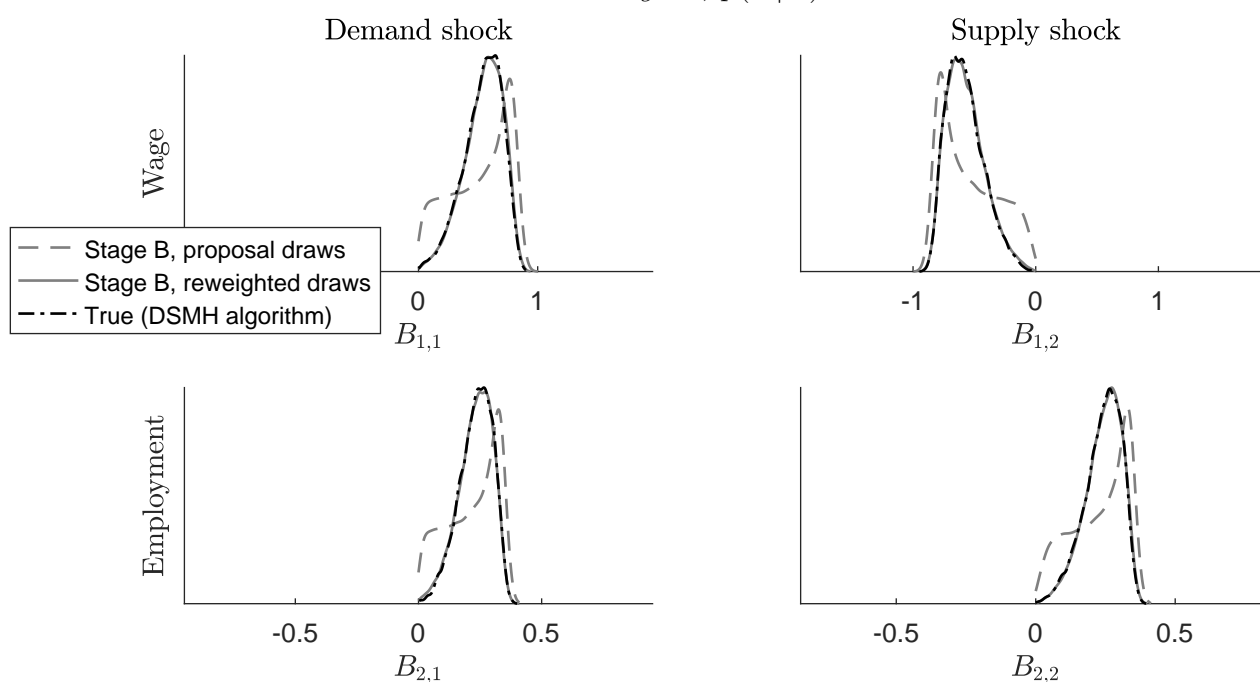 Demand shock
Supply shock
Wage
Stage B, proposal draws
Stage B, reweighted draws
True (DSMH algorithm)
0 1
B1,1
-1 0 1
B1,2
Employment
-0.5 0 0.5
B2,1
-0.5 0 0.5
B2,2